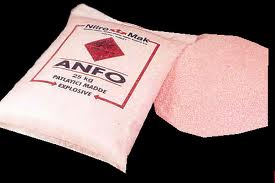 Nitro Mak
ANFO
25 kg
PATLAYICI MADDE
EXPLOSIVE